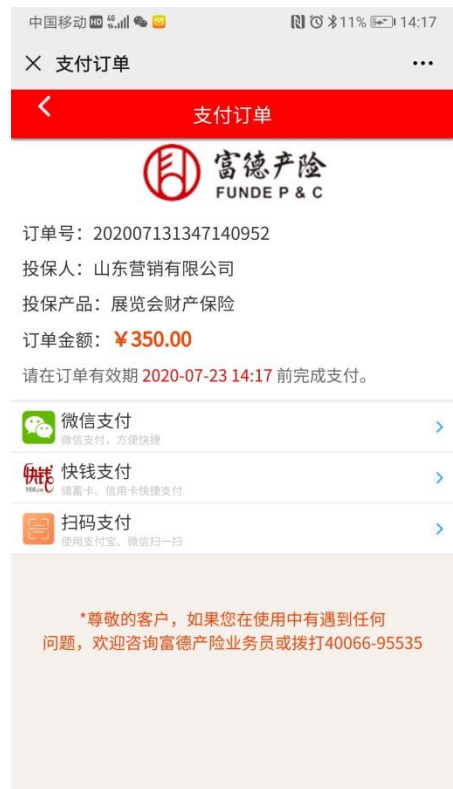 中国移动 HD 46 11% 14:17
支付订单
支付订单
富德产险
FUNDE P & C
订单号：202007131347140952
投保人：山东营销有限公司
投保产品：展览会财产保险
订单金额：￥350.00
请在订单有效期 2020-07-23 14:17 前完成支付。
微信支付
微信支付，方便快捷
快钱 快钱支付
储蓄卡、信用卡快捷支付
扫码支付
使用支付宝、微信扫一扫
*尊敬的客户，如果您在使用中有遇到任何
问题，欢迎咨询富德产险业务员或拨打40066-95535